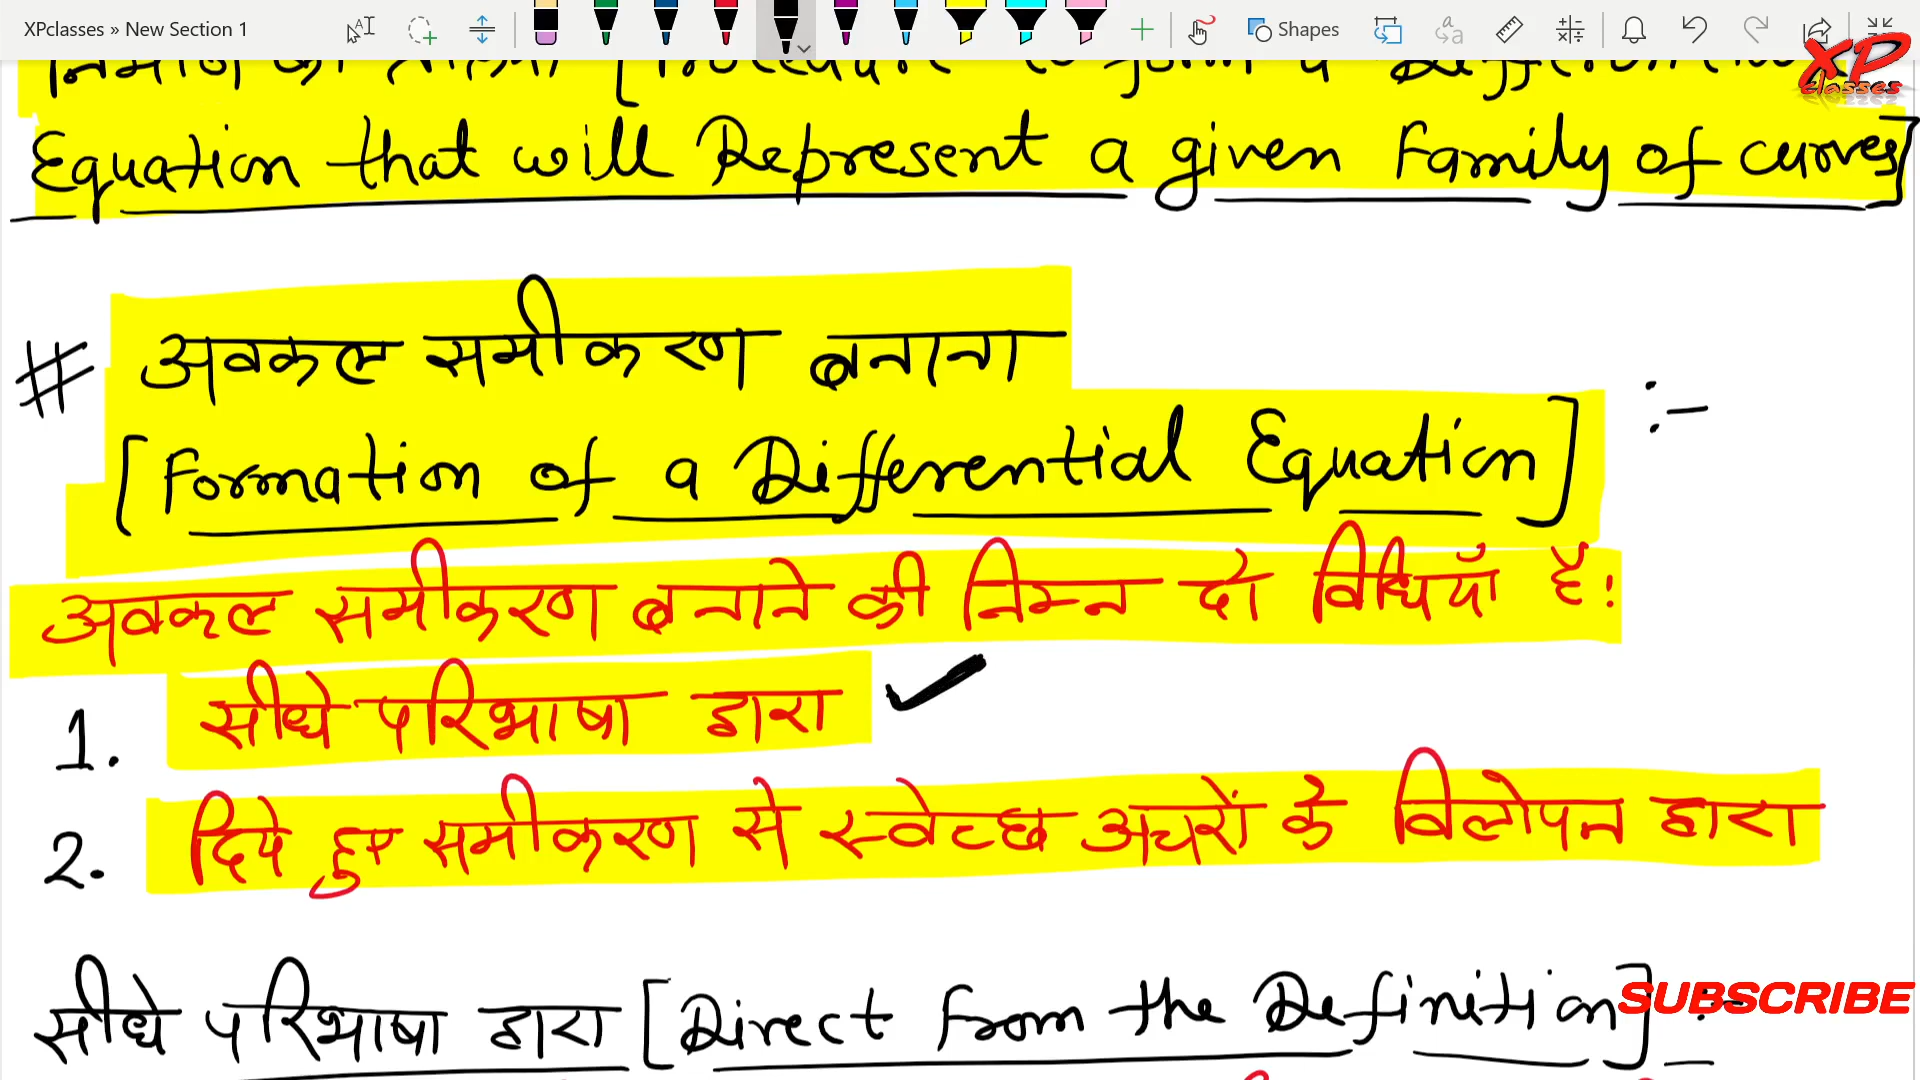 XPclasses » New Section 1
Shapes
XP
classes
निर्माण की
Equation that will Represent a given Family of curves]
# अवकल समीकरण बनाना
[Formation of a Differential Equation] :-
अवकल समीकरण बनाने की निम्न दो विधियाँ है:
1. सीधे परिभाषा द्वारा ✓
2. दिये हुए समीकरण से स्वेच्छ अचरों के विलोपन द्वारा
सीधे परिभाषा द्वारा [Direct From the Definition] :-
SUBSCRIBE